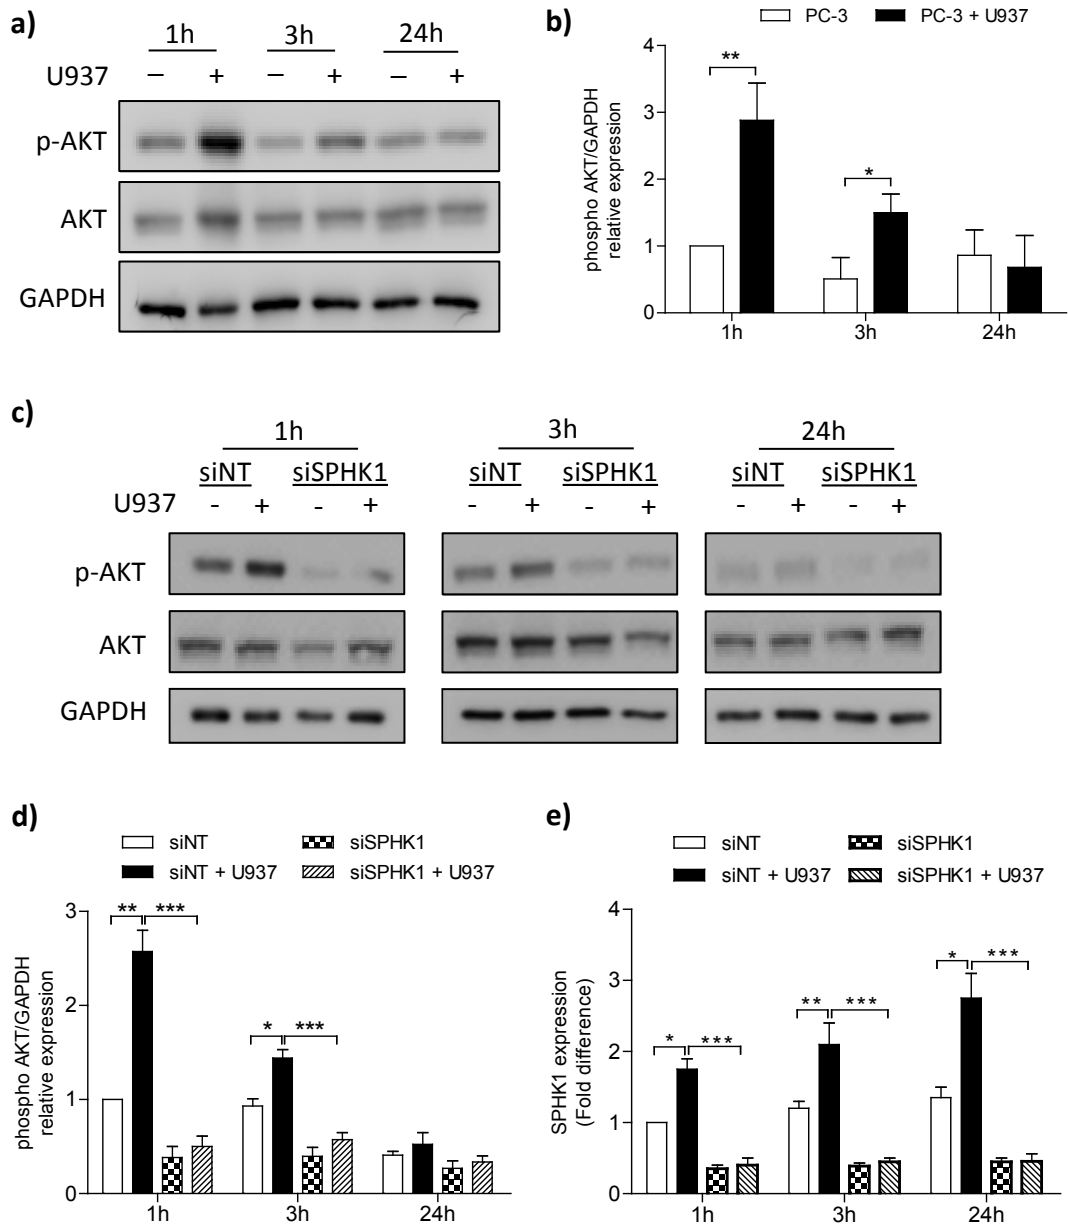 a)
1h 3h 24h
U937 – + – + – +
p-AKT
AKT
GAPDH
b)
PC-3 PC-3 + U937
phospho AKT/GAPDH
relative expression
4
3
2
1
0
** *
1h 3h 24h
c)
1h 3h 24h
siNT siSPHK1 siNT siSPHK1 siNT siSPHK1
U937 - + - + - + - + - + - +
p-AKT
AKT
GAPDH
d)
siNT siSPHK1
siNT + U937 siSPHK1 + U937
phospho AKT/GAPDH
relative expression
3
2
1
0
** ***
* ***
1h 3h 24h
e)
siNT siSPHK1
siNT + U937 siSPHK1 + U937
SPHK1 expression
(Fold difference)
4
3
2
1
0
* ***
** ***
* ***
1h 3h 24h